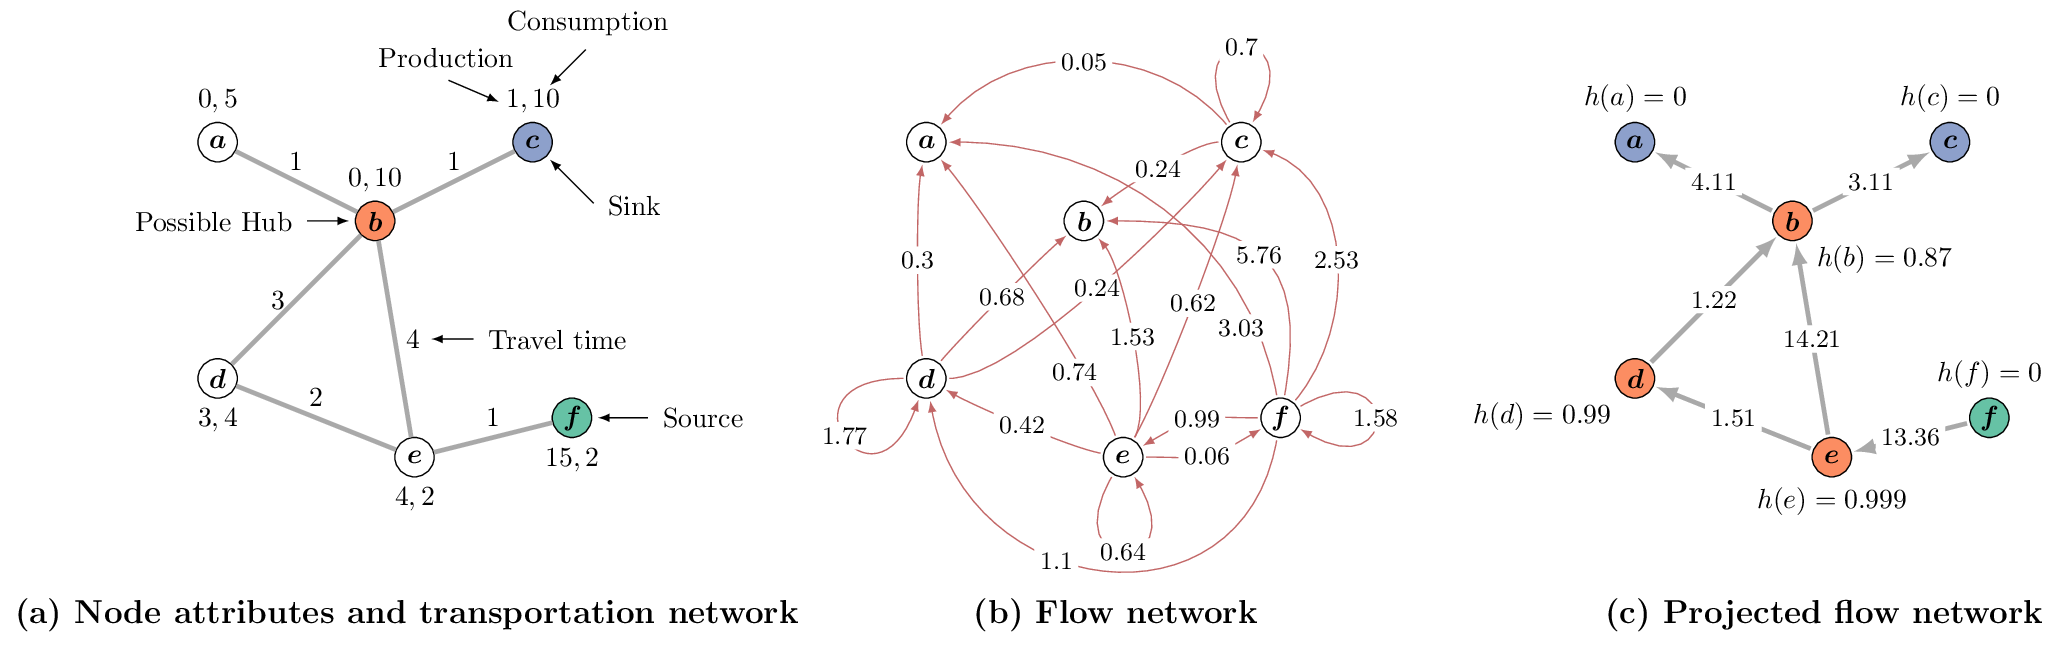 Consumption
Production
0, 5
1, 10
a
c
1
1
0, 10
Sink
Possible Hub
b
3
4
Travel time
d
3, 4
2
1
f
Source
e
15, 2
4, 2
(a) Node attributes and transportation network
0.7
0.05
a
c
0.24
b
0.3
5.76
2.53
0.68
0.24
0.62
1.53
3.03
0.74
d
1.77
0.42
0.99
f
1.58
e
0.06
0.64
1.1
(b) Flow network
h(a) = 0
h(c) = 0
a
c
4.11
3.11
b
h(b) = 0.87
1.22
14.21
d
h(f) = 0
h(d) = 0.99
1.51
f
13.36
e
h(e) = 0.999
(c) Projected flow network